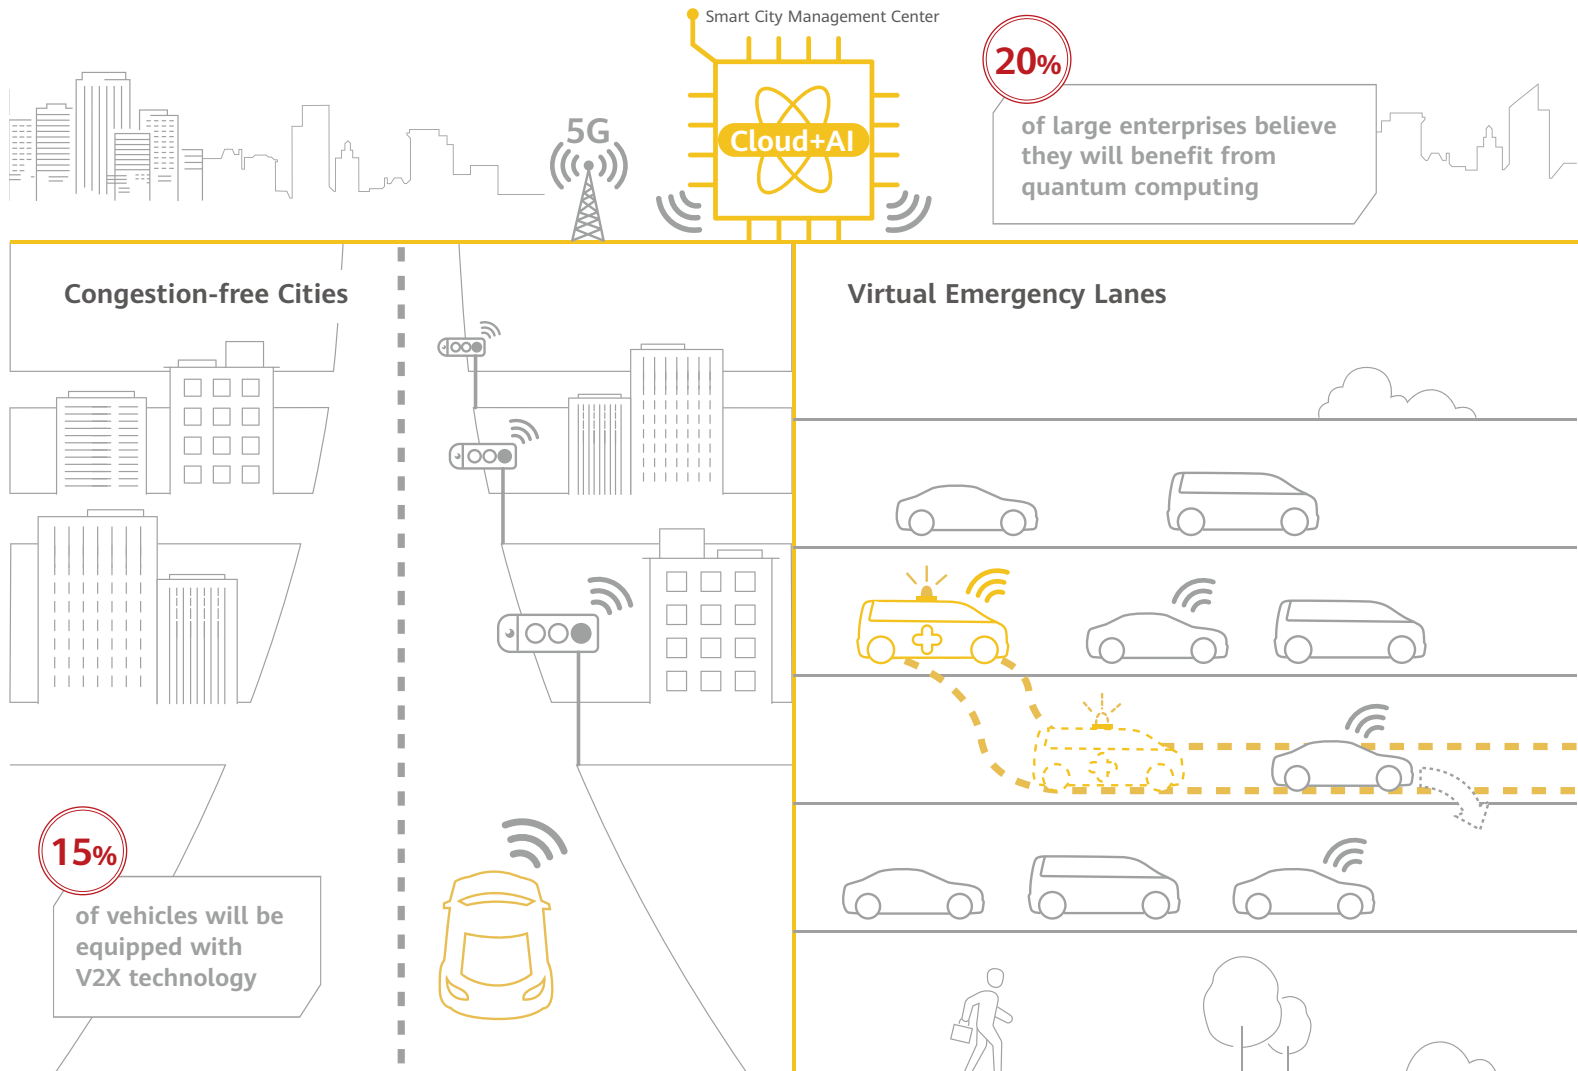 Smart City Management Center
5G
Cloud+AI
20%
of large enterprises believe
they will benefit from
quantum computing
Congestion-free Cities
Virtual Emergency Lanes
15%
of vehicles will be
equipped with
V2X technology